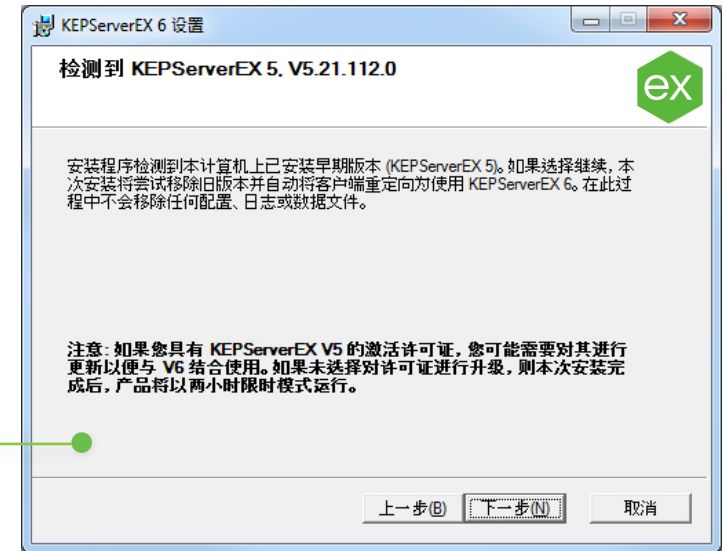 KEPServerEX 6 设置
检测到 KEPServerEX 5, V5.21.112.0
ex
安装程序检测到本计算机上已安装早期版本 (KEPServerEX 5)。如果选择继续，本
次安装将尝试移除旧版本并自动将客户端重定向为使用 KEPServerEX 6。在此过
程中不会移除任何配置、日志或数据文件。
注意: 如果您具有 KEPServerEX V5 的激活许可证，您可能需要对其进行
更新以便与 V6 结合使用。如果未选择对许可证进行升级，则本次安装完
成后，产品将以两小时限时模式运行。
上一步(B) 下一步(N) 取消